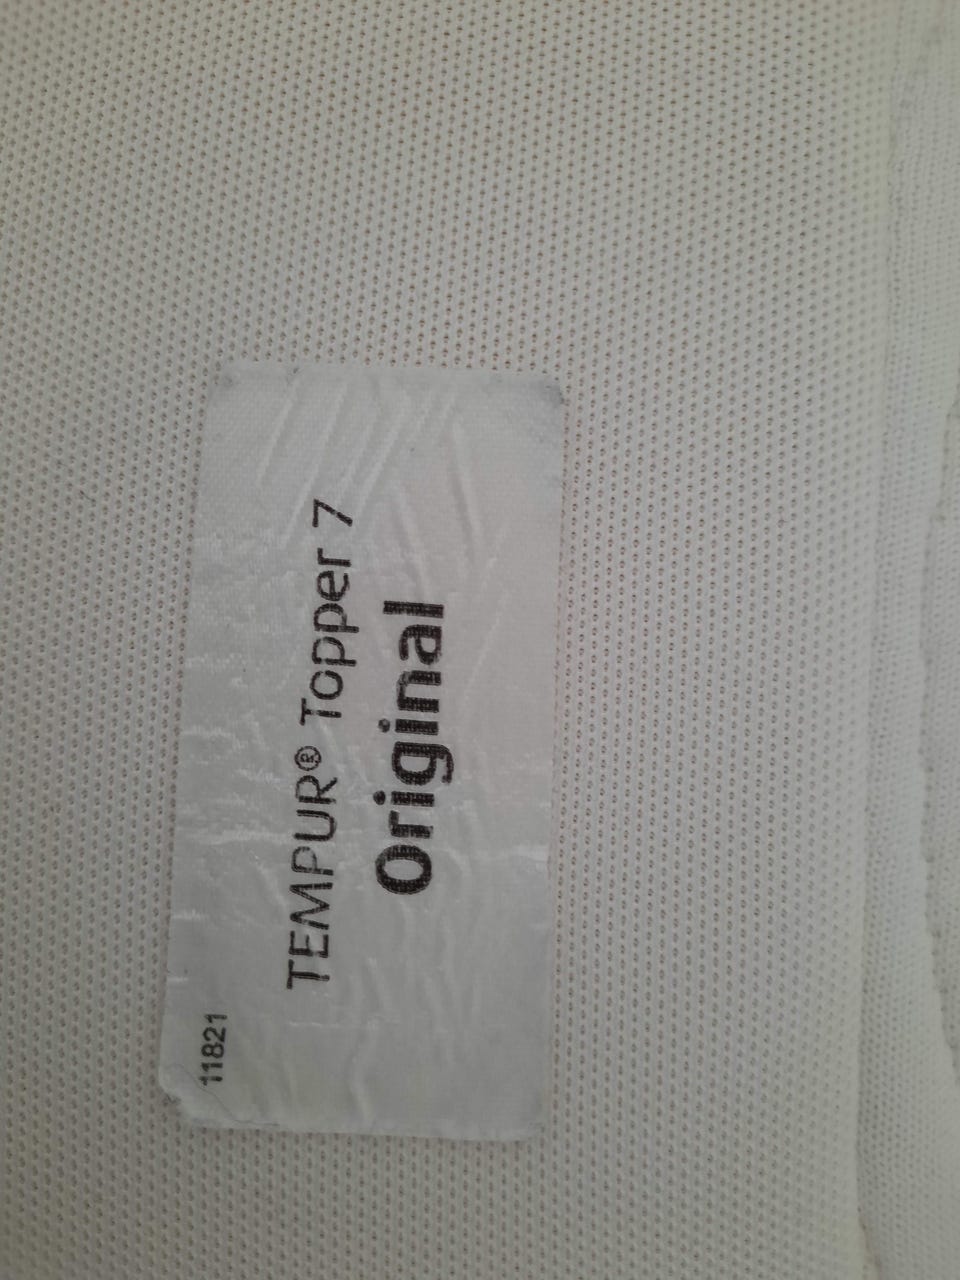 11821
TEMPUR® Topper 7
Original